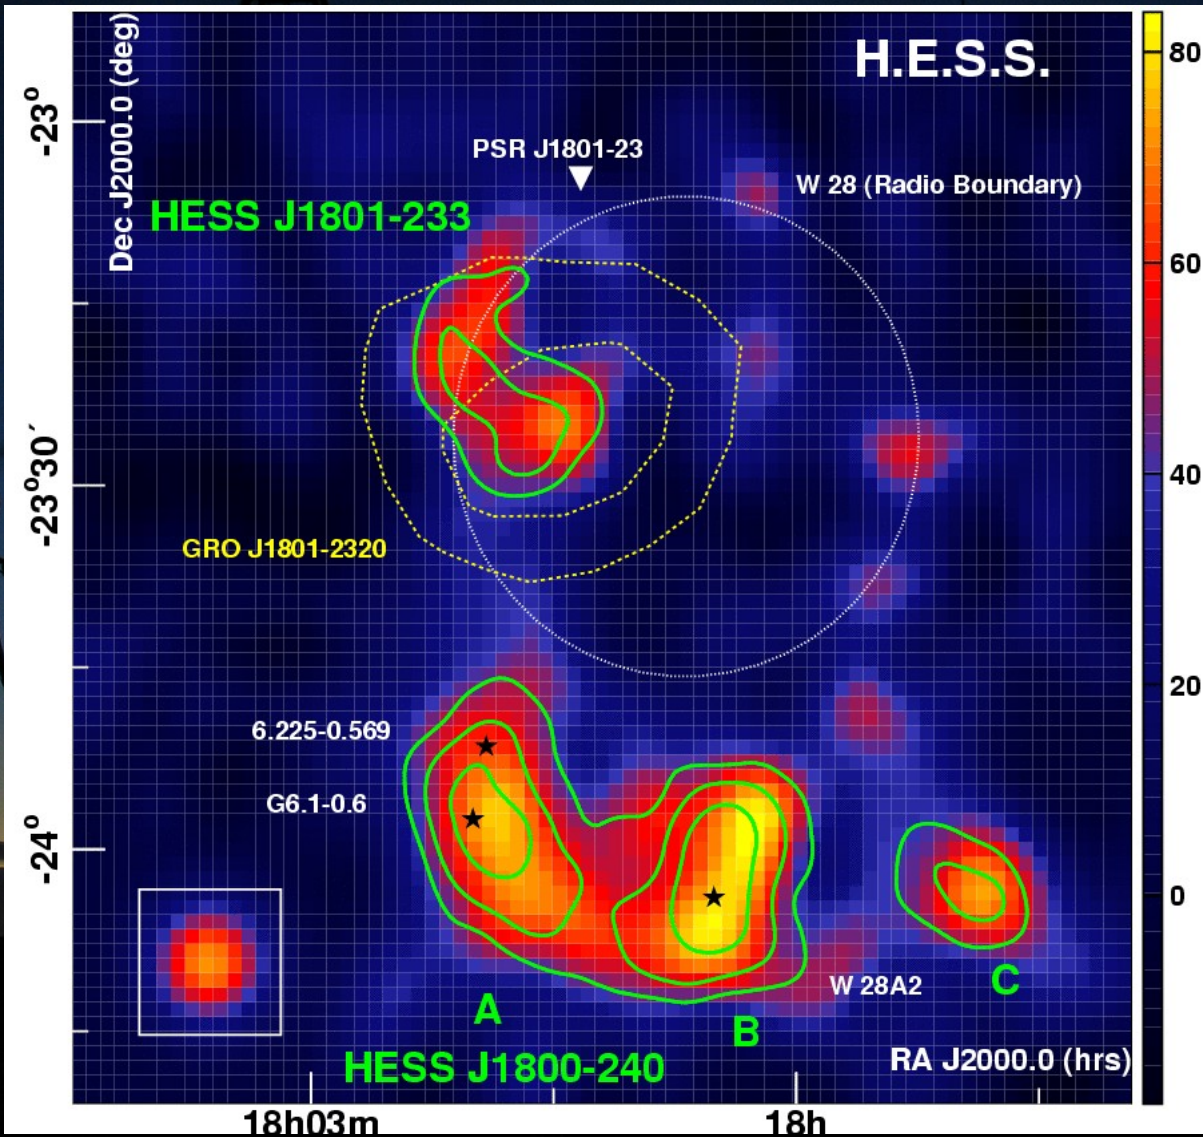 H.E.S.S.
80
-23°
Dec J2000.0 (deg)
PSR J1801-23
W 28 (Radio Boundary)
HESS J1801-233
60
40
-23°30´
GRO J1801-2320
20
6.225-0.569
G6.1-0.6
-24°
0
W 28A2
C
A
B
HESS J1800-240
RA J2000.0 (hrs)
18h03m
18h